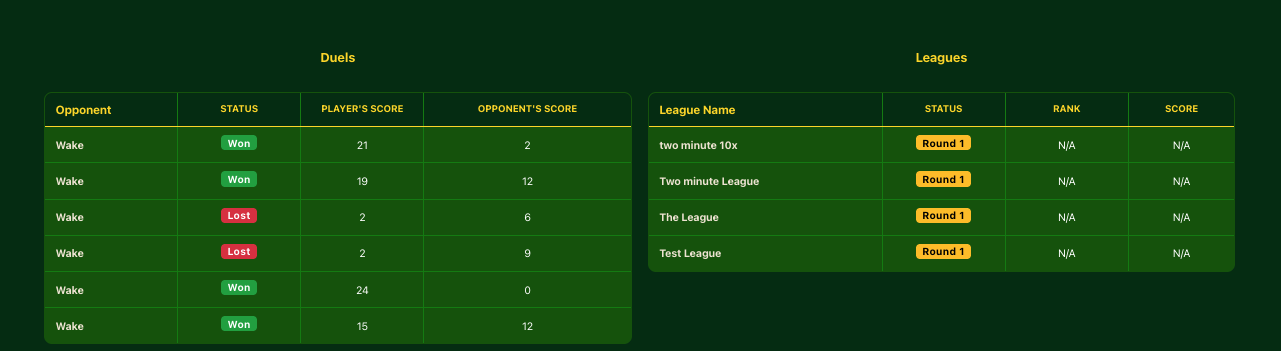 Duels
Opponent STATUS PLAYER'S SCORE OPPONENT'S SCORE
Wake Won 21 2
Wake Won 19 12
Wake Lost 2 6
Wake Lost 2 9
Wake Won 24 0
Wake Won 15 12
Leagues
League Name STATUS RANK SCORE
two minute 10x Round 1 N/A N/A
Two minute League Round 1 N/A N/A
The League Round 1 N/A N/A
Test League Round 1 N/A N/A